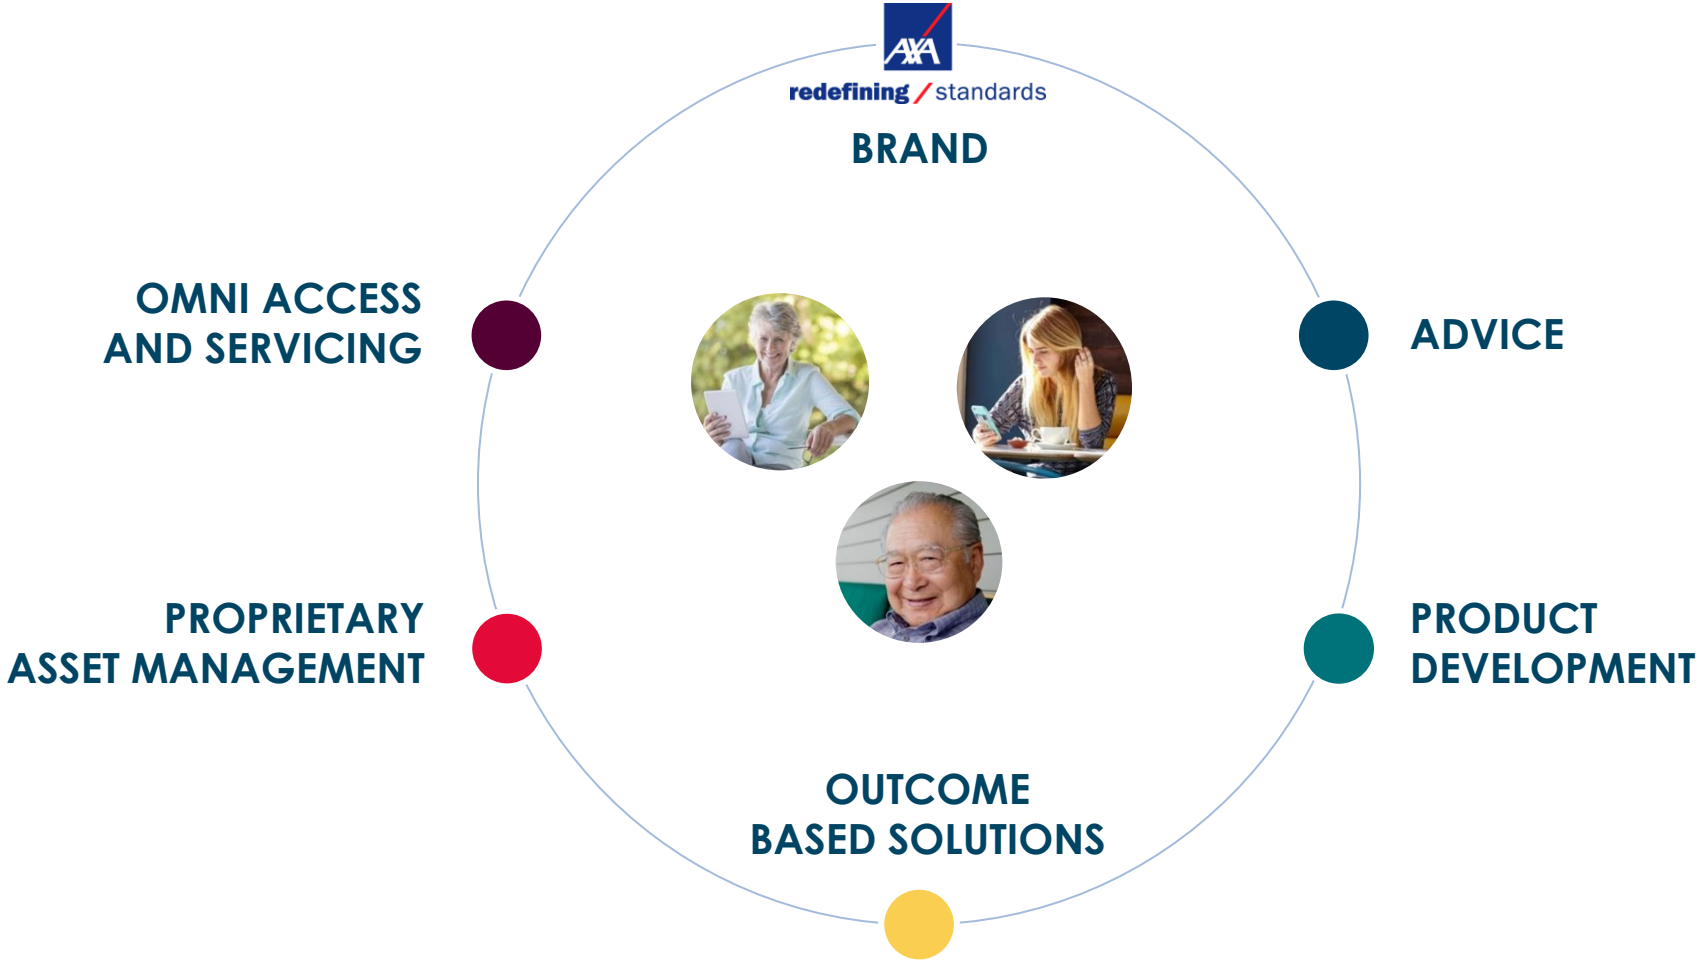 AXA
redefining / standards
BRAND
OMNI ACCESS
AND SERVICING
ADVICE
PROPRIETARY
ASSET MANAGEMENT
PRODUCT
DEVELOPMENT
OUTCOME
BASED SOLUTIONS